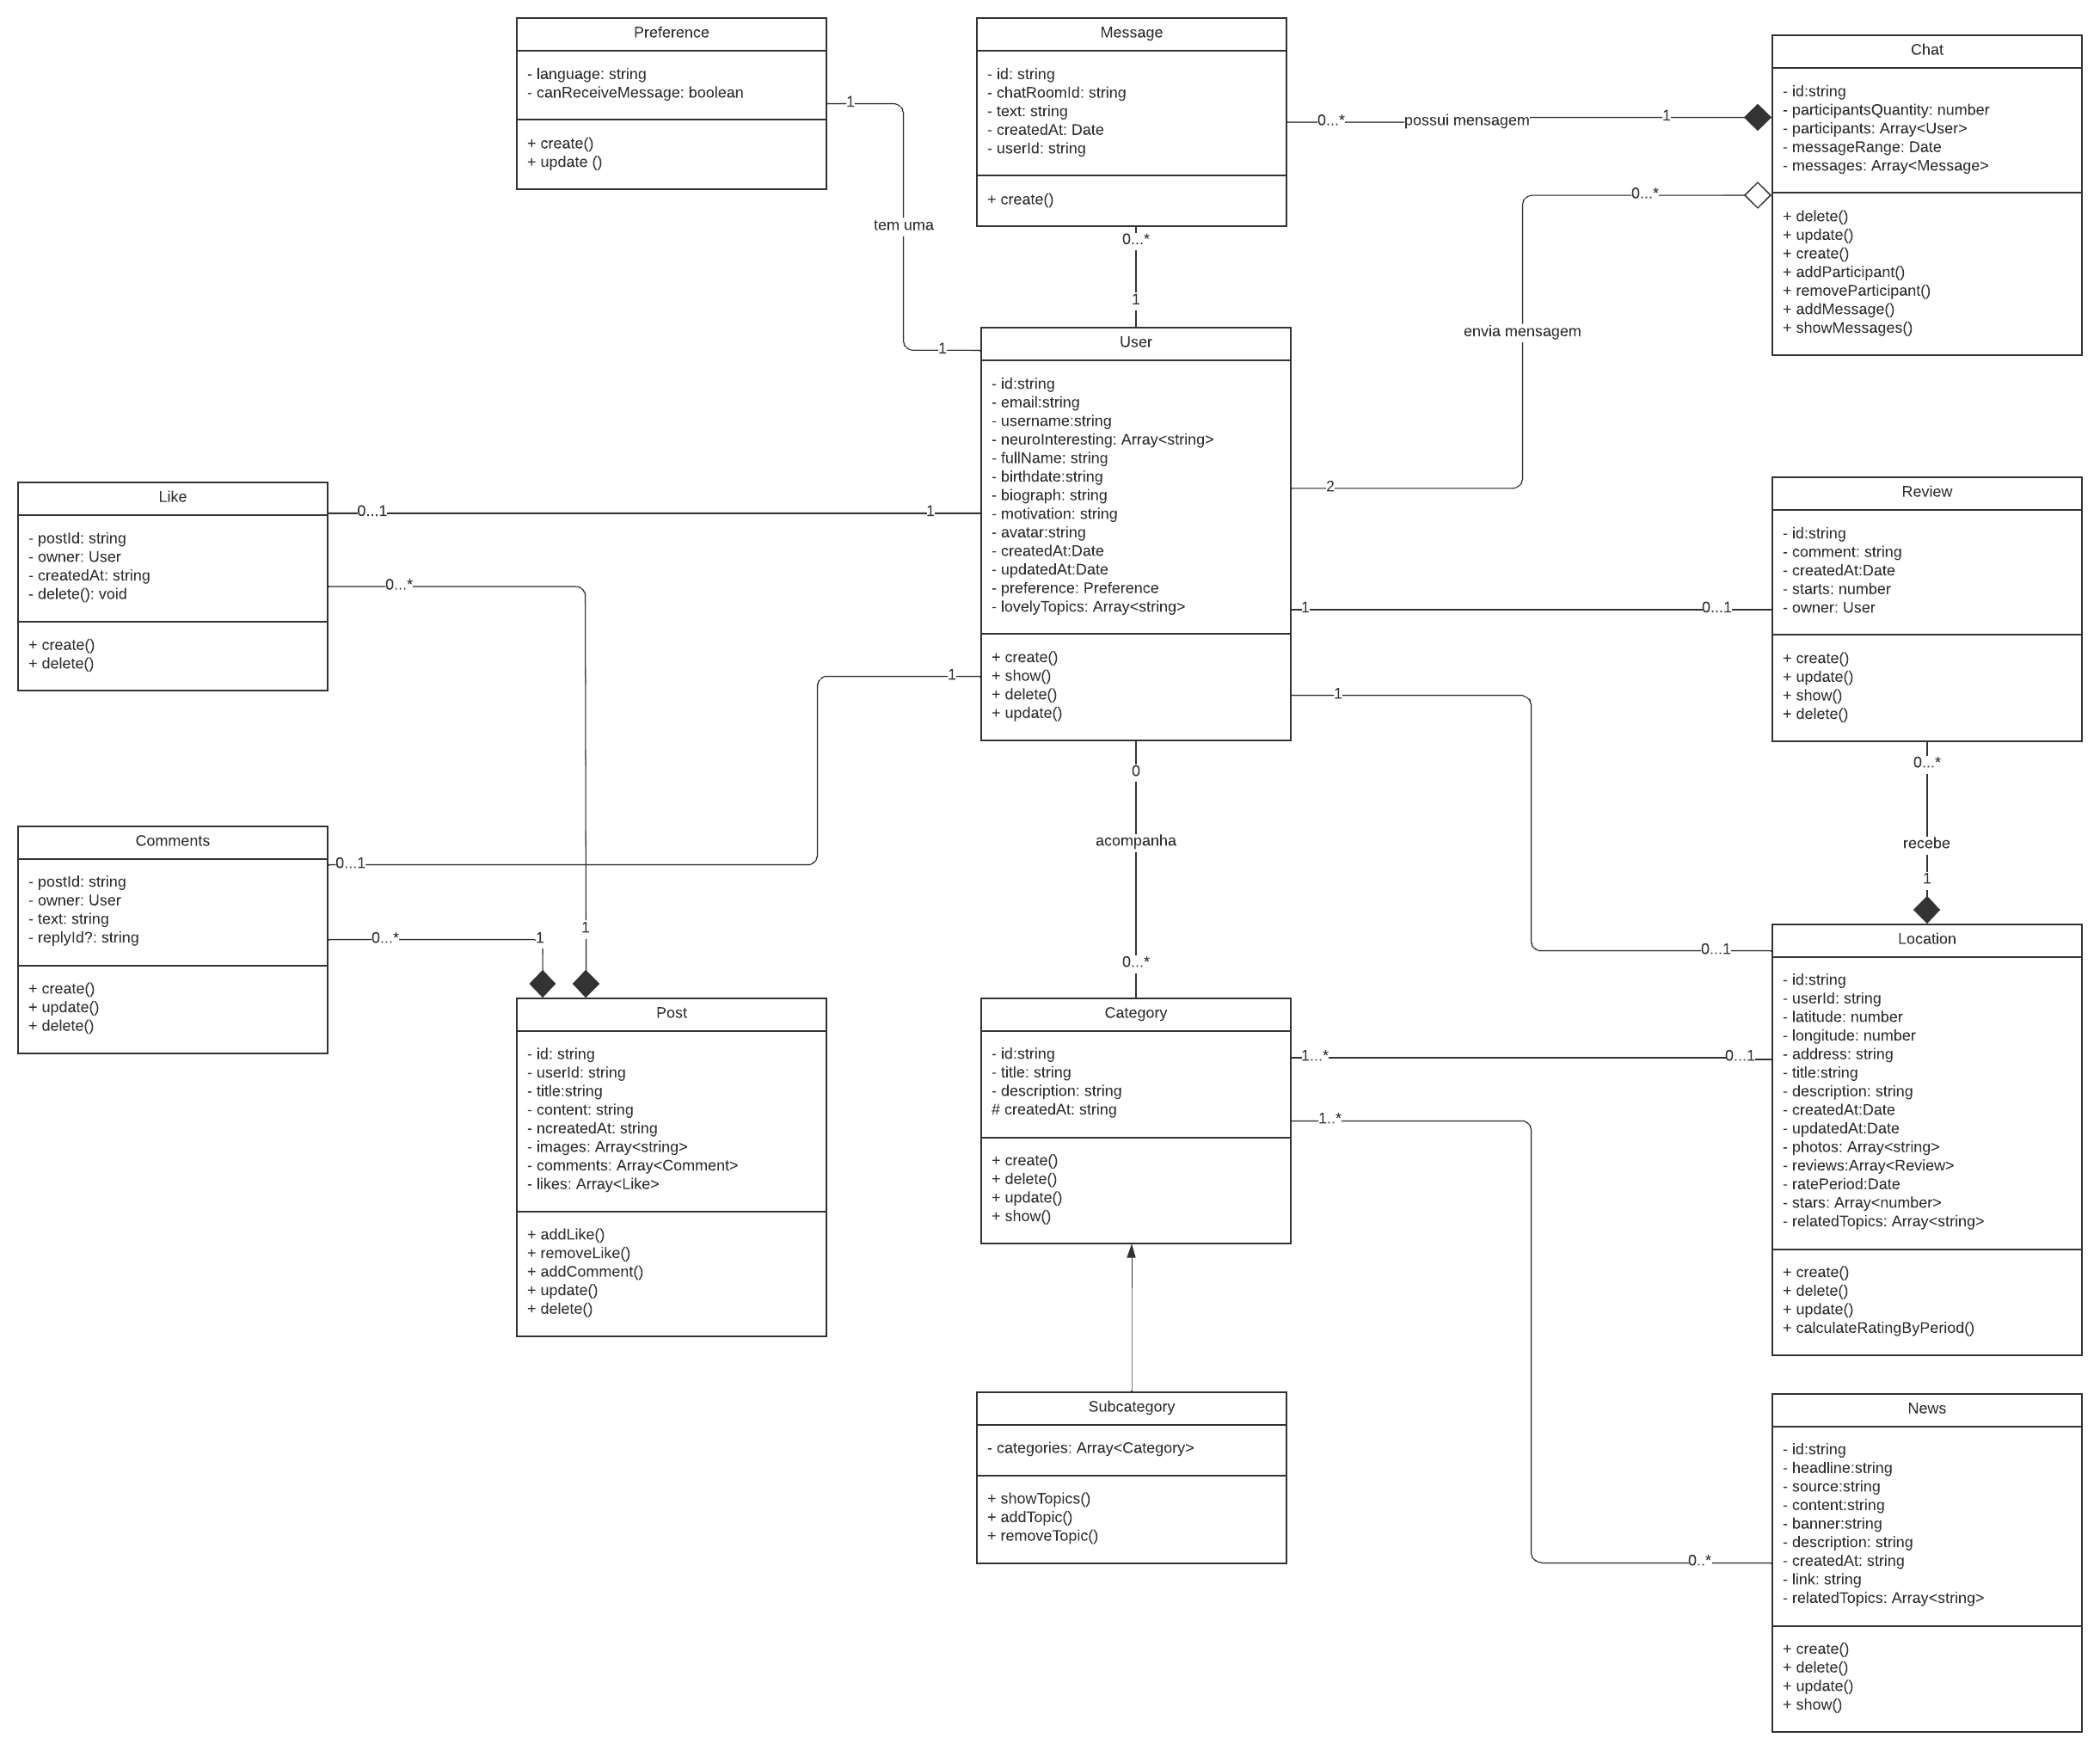 Preference
- language: string
- canReceiveMessage: boolean
+ create()
+ update ()
Message
- id: string
- chatRoomId: string
- text: string
- createdAt: Date
- userId: string
+ create()
Chat
- id:string
- participantsQuantity: number
- participants: Array<User>
- messageRange: Date
- messages: Array<Message>
+ delete()
+ update()
+ create()
+ addParticipant()
+ removeParticipant()
+ addMessage()
+ showMessages()
1
tem uma
1
0...*
possui mensagem
1
0...*
envia mensagem
2
0...*
1
User
- id:string
- email:string
- username:string
- neuroInteresting: Array<string>
- fullName: string
- birthdate:string
- biograph: string
- motivation: string
- avatar:string
- createdAt:Date
- updatedAt:Date
- preference: Preference
- lovelyTopics: Array<string>
+ create()
+ show()
+ delete()
+ update()
Like
- postId: string
- owner: User
- createdAt: string
- delete(): void
+ create()
+ delete()
0...1
1
0...*
1
Review
- id:string
- comment: string
- createdAt:Date
- starts: number
- owner: User
+ create()
+ update()
+ show()
+ delete()
1
0...1
1
0...1
0...*
recebe
1
Comments
- postId: string
- owner: User
- text: string
- replyId?: string
+ create()
+ update()
+ delete()
1
0...1
0...*
1
0
acompanha
0...*
Post
- id: string
- userId: string
- title:string
- content: string
- ncreatedAt: string
- images: Array<string>
- comments: Array<Comment>
- likes: Array<Like>
+ addLike()
+ removeLike()
+ addComment()
+ update()
+ delete()
Category
- id:string
- title: string
- description: string
# createdAt: string
+ create()
+ delete()
+ update()
+ show()
1...*
0...1
1..*
0..*
Location
- id:string
- userId: string
- latitude: number
- longitude: number
- address: string
- title:string
- description: string
- createdAt:Date
- updatedAt:Date
- photos: Array<string>
- reviews:Array<Review>
- ratePeriod:Date
- stars: Array<number>
- relatedTopics: Array<string>
+ create()
+ delete()
+ update()
+ calculateRatingByPeriod()
Subcategory
- categories: Array<Category>
+ showTopics()
+ addTopic()
+ removeTopic()
News
- id:string
- headline:string
- source:string
- content:string
- banner:string
- description: string
- createdAt: string
- link: string
- relatedTopics: Array<string>
+ create()
+ delete()
+ update()
+ show()